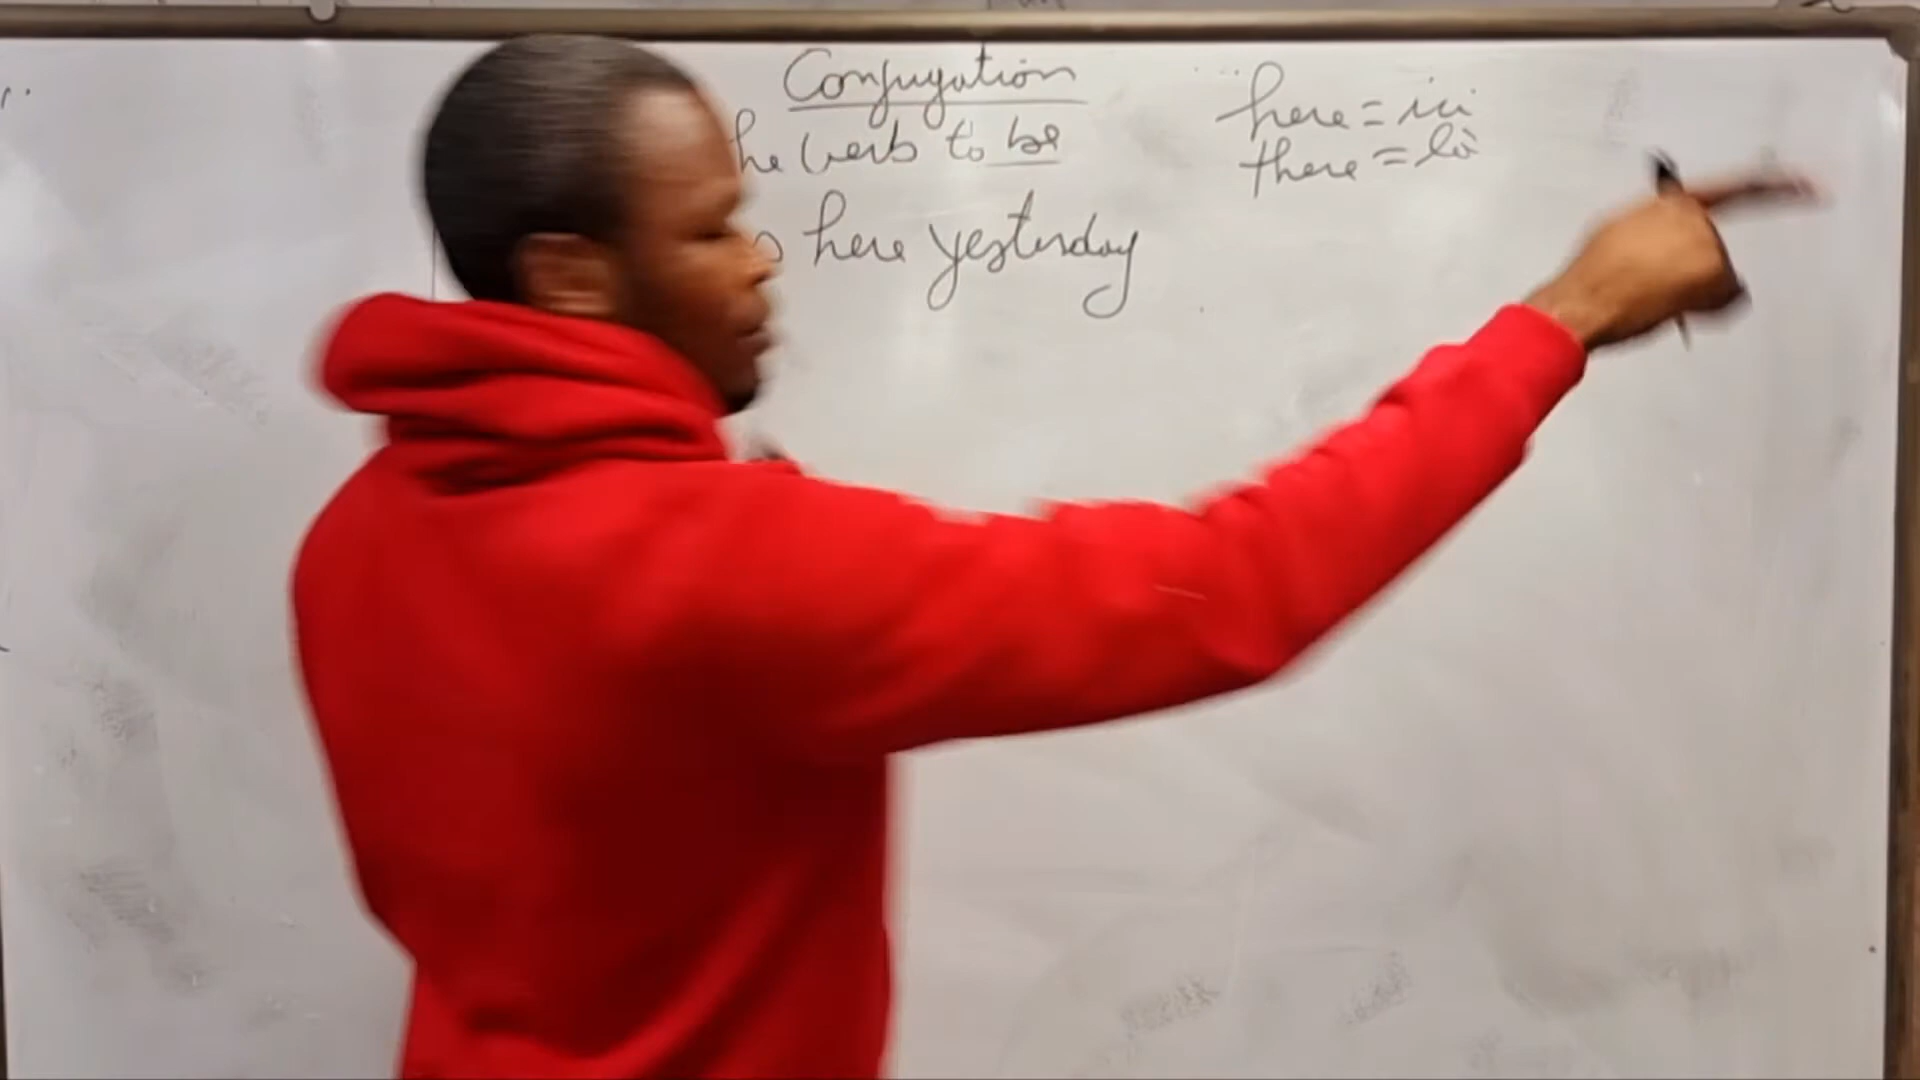 Conjugation
he verb to be
s here yesterday
here = ici
there = là